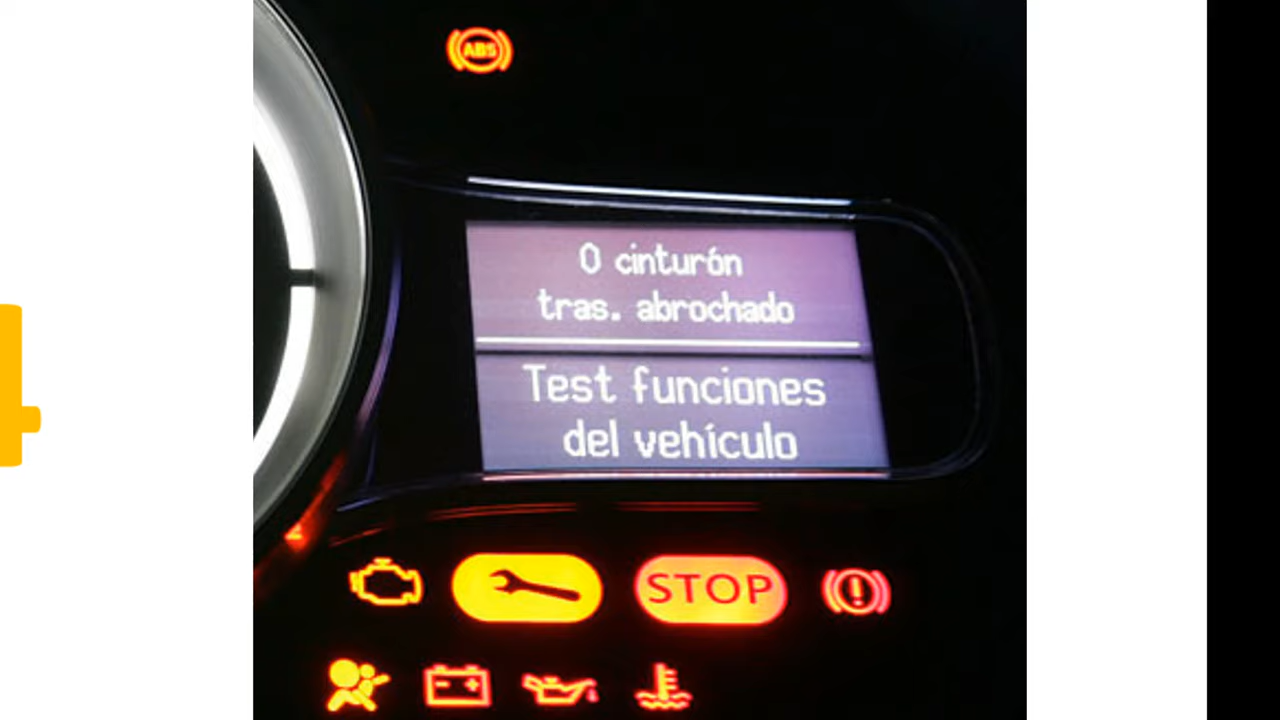 ABS
0 cinturón
tras. abrochado
Test funciones
del vehículo
STOP